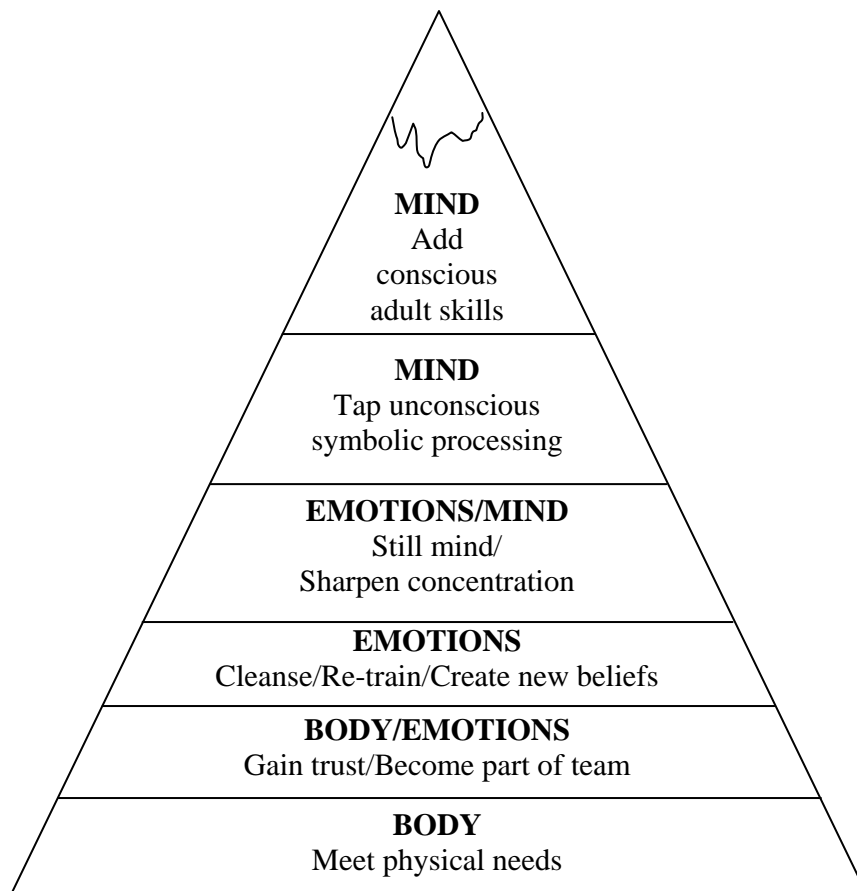 MIND
Add
conscious
adult skills
MIND
Tap unconscious
symbolic processing
EMOTIONS/MIND
Still mind/
Sharpen concentration
EMOTIONS
Cleanse/Re-train/Create new beliefs
BODY/EMOTIONS
Gain trust/Become part of team
BODY
Meet physical needs